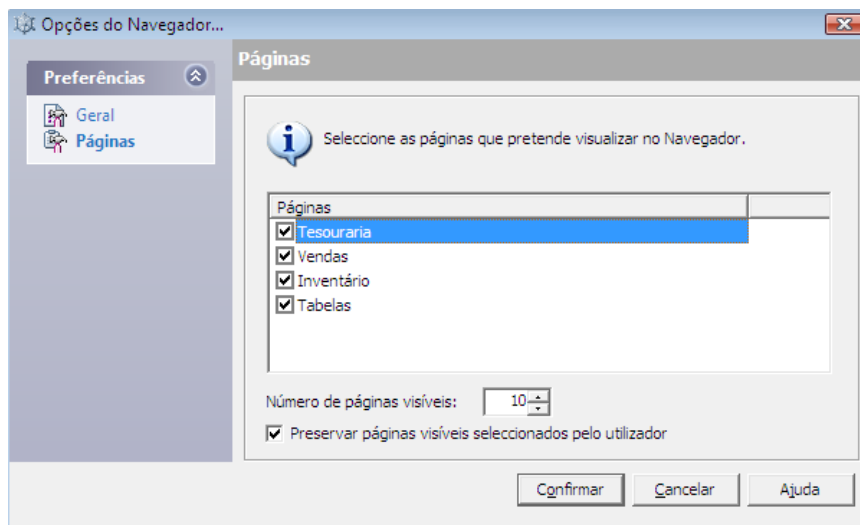 Opções do Navegador...
Preferências
Geral
Páginas
Páginas
Seleccione as páginas que pretende visualizar no Navegador.
Páginas
Tesouraria
Vendas
Inventário
Tabelas
Número de páginas visíveis: 10
Preservar páginas visíveis seleccionados pelo utilizador
Confirmar Cancelar Ajuda